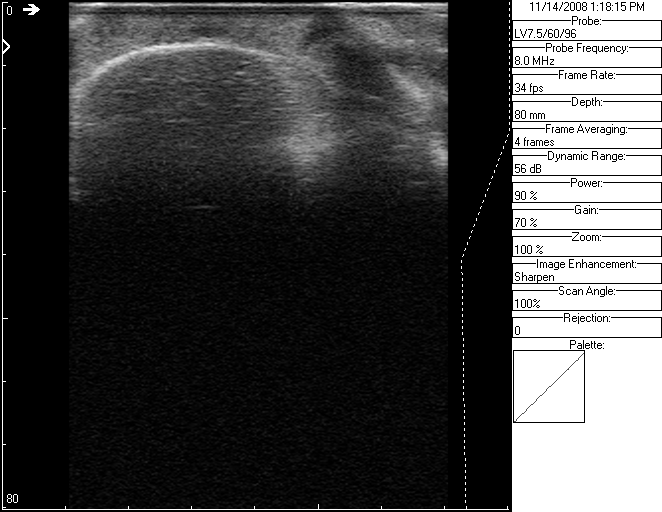 11/14/2008 1:18:15 PM
0
Probe:
LV7.5/60/96
Probe Frequency:
8.0 MHz
Frame Rate:
34 fps
Depth:
80 mm
Frame Averaging:
4 frames
Dynamic Range:
56 dB
Power:
90 %
Gain:
70 %
Zoom:
100 %
Image Enhancement:
Sharpen
Scan Angle:
100%
Rejection:
0
Palette:
80